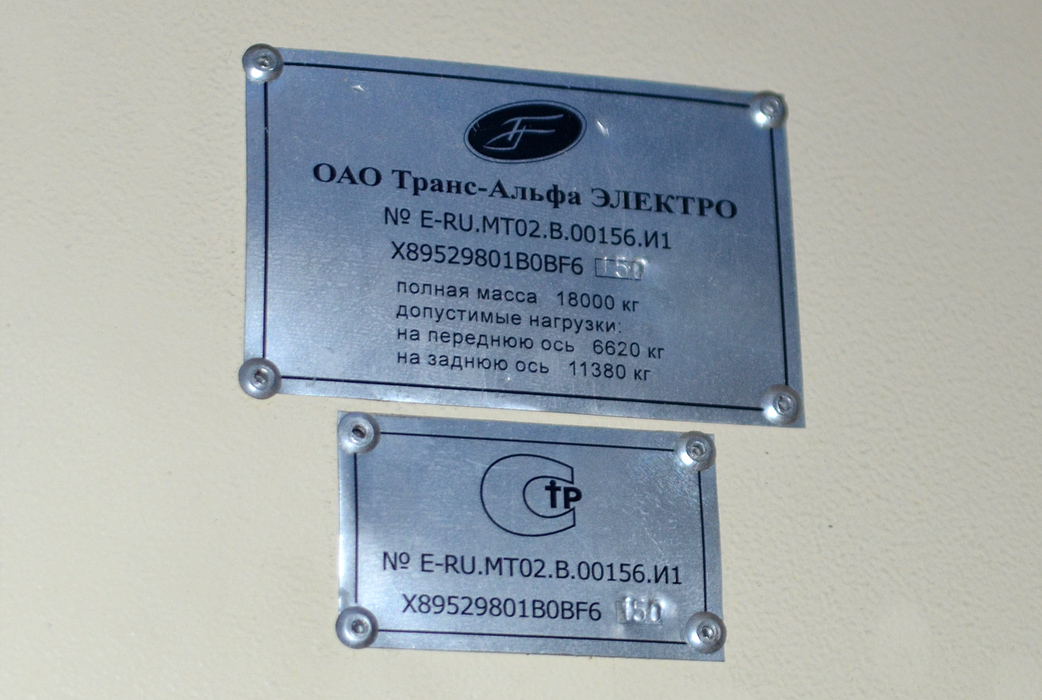 ОАО Транс-Альфа ЭЛЕКТРО
№ E-RU.MT02.B.00156.И1
X89529801B0BF6 150
полная масса 18000 кг
допустимые нагрузки:
на переднюю ось 6620 кг
на заднюю ось 11380 кг
СТР
№ E-RU.MT02.B.00156.И1
X89529801B0BF6 150